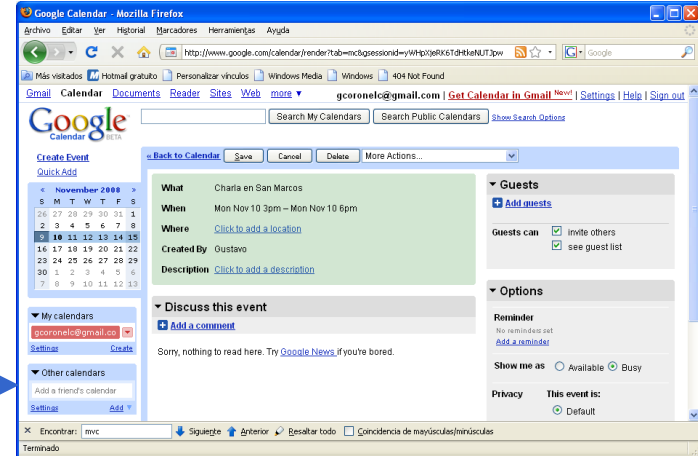 Google Calendar - Mozilla Firefox
Archivo Editar Ver Historial Marcadores Herramientas Ayuda
http://www.google.com/calendar/render?tab=mc&gsessionid=yWHpXjeRK6TdHtkeNUTJpw Google
Más visitados Hotmail gratuito Personalizar vínculos Windows Media Windows 404 Not Found
Gmail Calendar Documents Reader Sites Web more ▼ gcoronelc@gmail.com | Get Calendar in Gmail New! | Settings | Help | Sign out
Google Calendar BETA
Search My Calendars Search Public Calendars Show Search Options
Create Event
Quick Add
« Back to Calendar Save Cancel Delete More Actions...
« November 2008 »
S M T W T F S
26 27 28 29 30 31 1
2 3 4 5 6 7 8
9 10 11 12 13 14 15
16 17 18 19 20 21 22
23 24 25 26 27 28 29
30 1 2 3 4 5 6
7 8 9 10 11 12 13
My calendars
gcoronelc@gmail.co
Settings Create
Other calendars
Add a friend's calendar
Settings Add ▼
What Charla en San Marcos
When Mon Nov 10 3pm – Mon Nov 10 6pm
Where Click to add a location
Created By Gustavo
Description Click to add a description
Discuss this event
Add a comment
Sorry, nothing to read here. Try Google News if you're bored.
Guests
Add guests
Guests can invite others
see guest list
Options
Reminder
No reminders set
Add a reminder
Show me as Available Busy
Privacy This event is:
Default
Encontrar: mvc Siguiente Anterior Resaltar todo Coincidencia de mayúsculas/minúsculas
Terminado